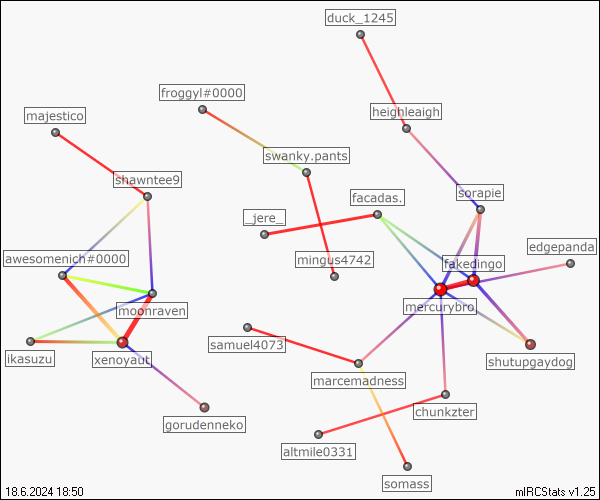 duck_1245
froggyl#0000
majestico
heighleaigh
swanky.pants
shawntee9
facadas.
sorapie
_jere_
edgepanda
awesomenich#0000
mingus4742
fakedingo
moonraven
mercurybro
samuel4073
ikasuzu
xenoyaut
shutupgaydog
marcemadness
chunkzter
gorudenneko
altmile0331
somass
18.6.2024 18:50
mIRCStats v1.25